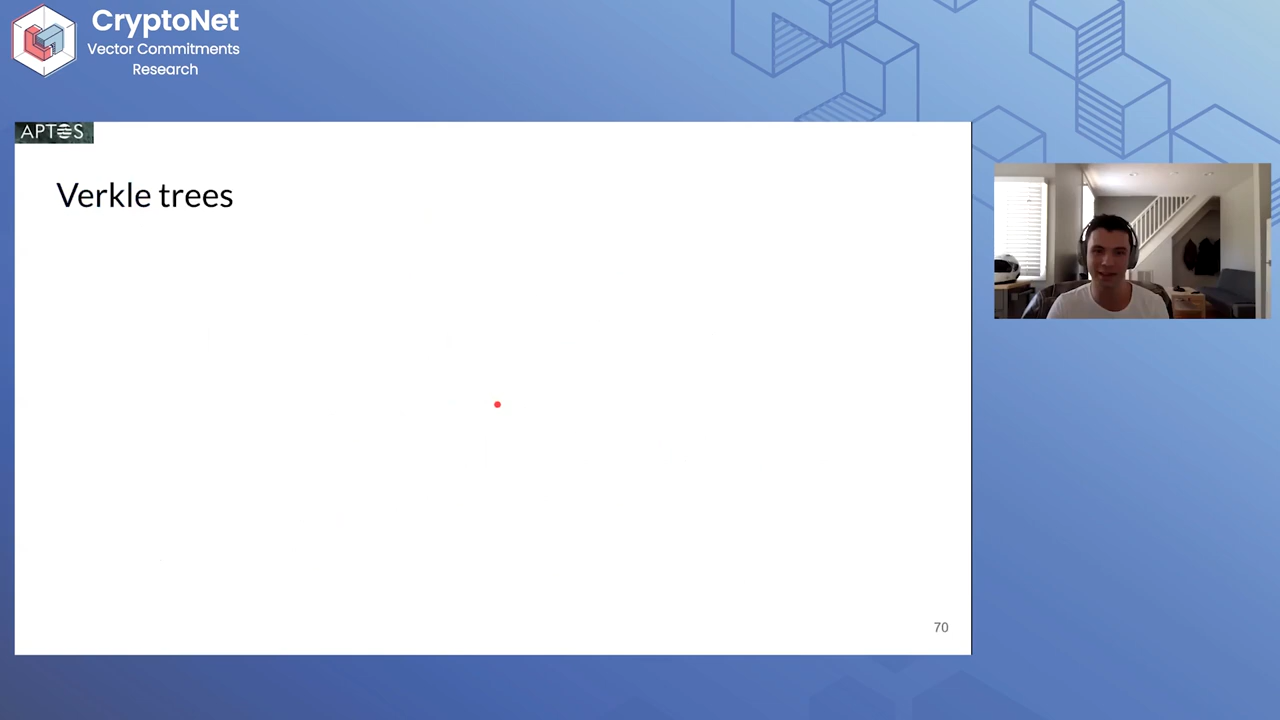 CryptoNet
Vector Commitments
Research
APTOS
Verkle trees
70